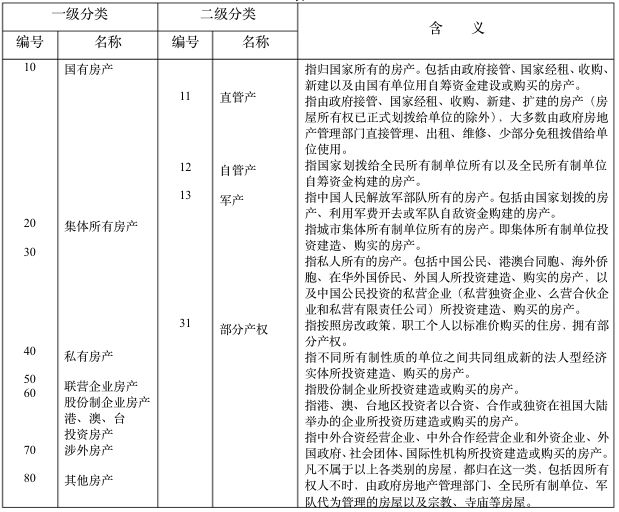 一级分类 二级分类 含 义
编号 名称 编号 名称
10 国有房产 指归国家所有的房产。包括由政府接管、国家经租、收购、
新建以及由国有单位用自筹资金建设或购买的房产。
11 直管产 指由政府接管、国家经租、收购、新建、扩建的房产（房
屋所有权已正式划拨给单位的除外），大多数由政府房地
产管理部门直接管理、出租、维修、少部分免租拨借给单
位使用。
12 自管产 指国家划拨给全民所有制单位所有以及全民所有制单位
自筹资金构建的房产。
13 军产 指中国人民解放军部队所有的房产。包括由国家划拨的房
产、利用军费开去或军队自敌资金购建的房产。
20 集体所有房产 指城市集体所有制单位所有的房产。即集体所有制单位投
资建造、购实的房产。
30 指私人所有的房产。包括中国公民、港澳台同胞、海外侨
胞、在华外国侨民、外国人所投资建造、购实的房产，以
及中国公民投资的私营企业（私营独资企业、么营合伙企
业和私营有限责任公司）所投资建造、购买的房产。
31 部分产权 指按照房改政策，职工个人以标准价购买的住房，拥有部
分产权。
40 私有房产 指不同所有制性质的单位之间共同组成新的法人型经济
实体所投资建造、购买的房产。
50 联营企业房产 指股份制企业所投资建造或购买的房产。
60 股份制企业房产 指港、澳、台地区投资者以合资、合作或独资在祖国大陆
港、澳、台 举办的企业所投资历建造或购买的房产。
投资房产 指中外合资经营企业、中外合作经营企业和外资企业、外
70 涉外房产 国政府、社会团体、国际性机构所投资建造或购买的房产。
凡不属于以上各类别的房屋，都归在这一类，包括因所有
80 其他房产 权人不时，由政府房地产管理部门、全民所有制单位、军
队代为管理的房屋以及宗教、寺庙等房屋。